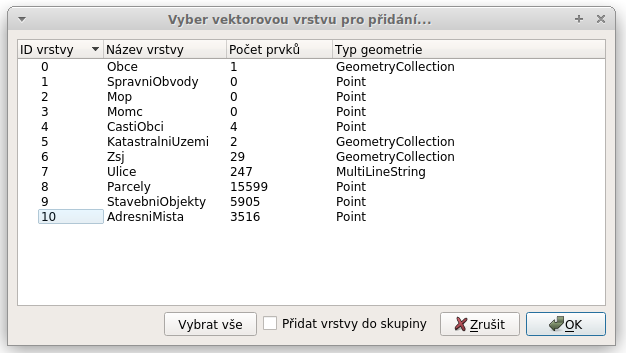 Vyber vektorovou vrstvu pro přidání...
ID vrstvy Název vrstvy Počet prvků Typ geometrie
0 Obce 1 GeometryCollection
1 SpravniObvody 0 Point
2 Mop 0 Point
3 Momc 0 Point
4 CastiObci 4 Point
5 KatastralniUzemi 2 GeometryCollection
6 Zsj 29 GeometryCollection
7 Ulice 247 MultiLineString
8 Parcely 15599 Point
9 StavebniObjekty 5905 Point
10 AdresniMista 3516 Point
Vybrat vše Přidat vrstvy do skupiny Zrušit OK